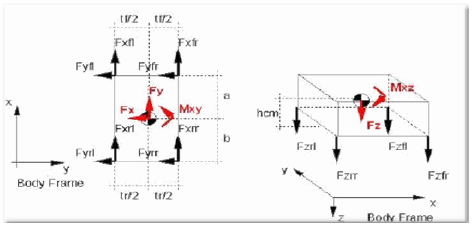 tf/2 tf/2
Fxfl Fxfr
Fyfl Fyfr
Fy
Fx Mxy
a
x
Fxrl Fxrr
b
Fyrl Fyrr
y
Body Frame
tr/2 tr/2
Mxz
hcm
Fz
Fzrl Fzfl
y
Fzrr Fzfr
x
z Body Frame